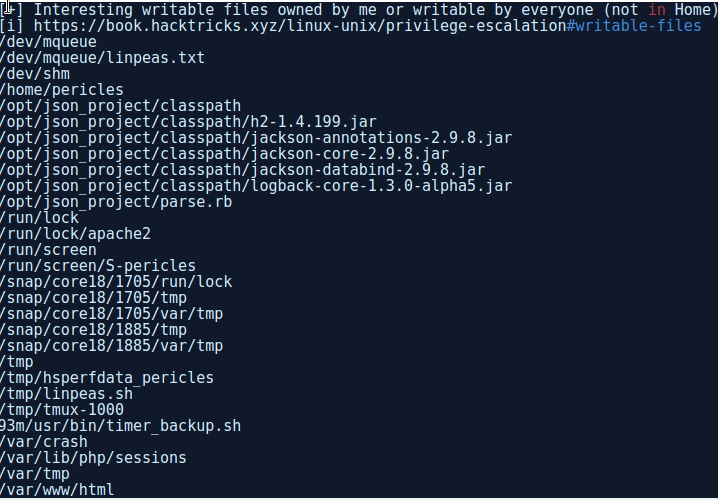 [+] Interesting writable files owned by me or writable by everyone (not in Home)
[i] https://book.hacktricks.xyz/linux-unix/privilege-escalation#writable-files
/dev/mqueue
/dev/mqueue/linpeas.txt
/dev/shm
/home/pericles
/opt/json_project/classpath
/opt/json_project/classpath/h2-1.4.199.jar
/opt/json_project/classpath/jackson-annotations-2.9.8.jar
/opt/json_project/classpath/jackson-core-2.9.8.jar
/opt/json_project/classpath/jackson-databind-2.9.8.jar
/opt/json_project/classpath/logback-core-1.3.0-alpha5.jar
/opt/json_project/parse.rb
/run/lock
/run/lock/apache2
/run/screen
/run/screen/S-pericles
/snap/core18/1705/run/lock
/snap/core18/1705/tmp
/snap/core18/1705/var/tmp
/snap/core18/1885/tmp
/snap/core18/1885/var/tmp
/tmp
/tmp/hsperfdata_pericles
/tmp/linpeas.sh
/tmp/tmux-1000
93m/usr/bin/timer_backup.sh
/var/crash
/var/lib/php/sessions
/var/tmp
/var/www/html